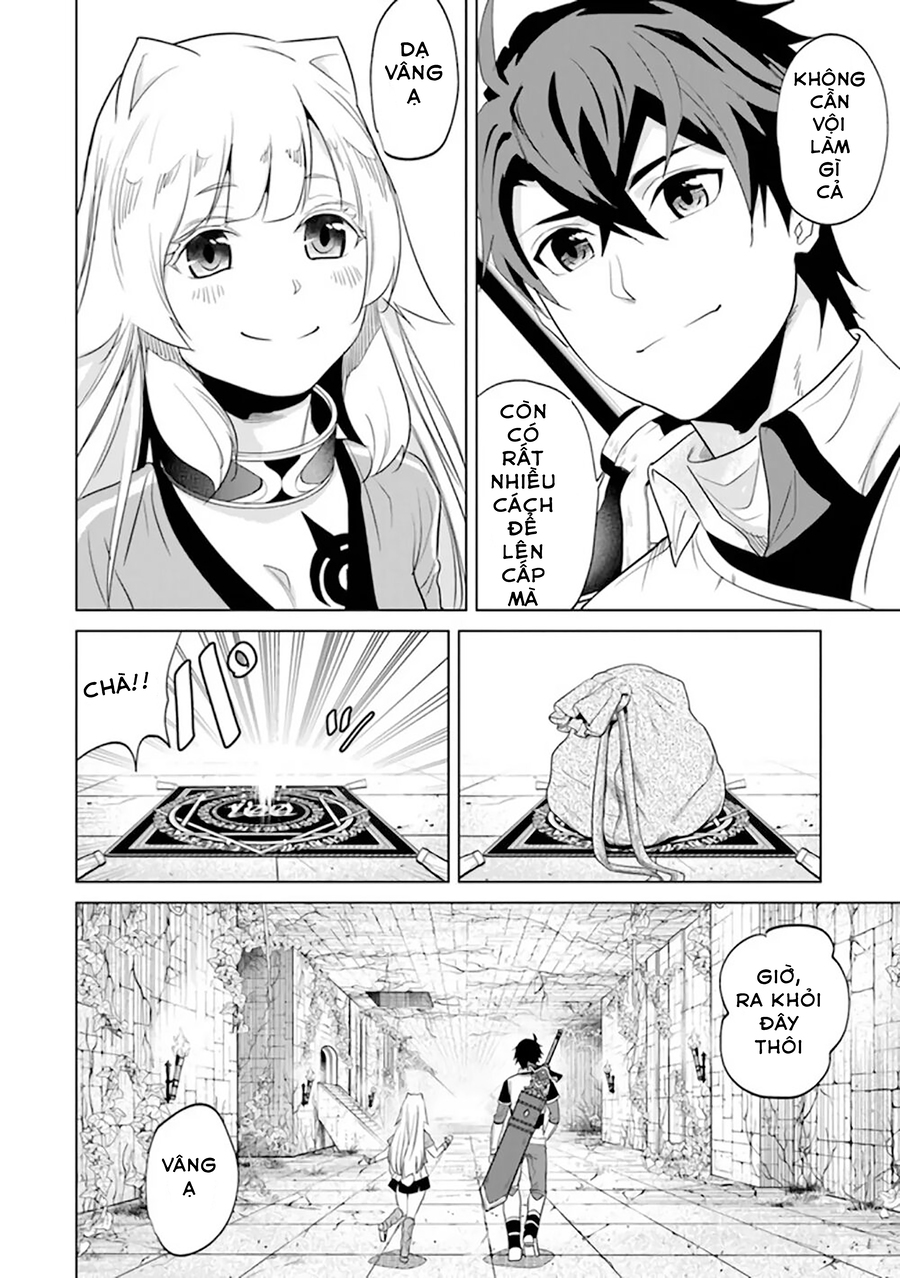 KHÔNG
CẦN
VỘI
LÀM
GÌ
CẢ
CÒN
CÓ
RẤT
NHIỀU
CÁCH
ĐỂ
LÊN
CẤP
MÀ
DẠ
VÂNG
Ạ
CHÀ!!
GIỜ,
RA KHỎI
ĐÂY
THÔI
VÂNG
Ạ